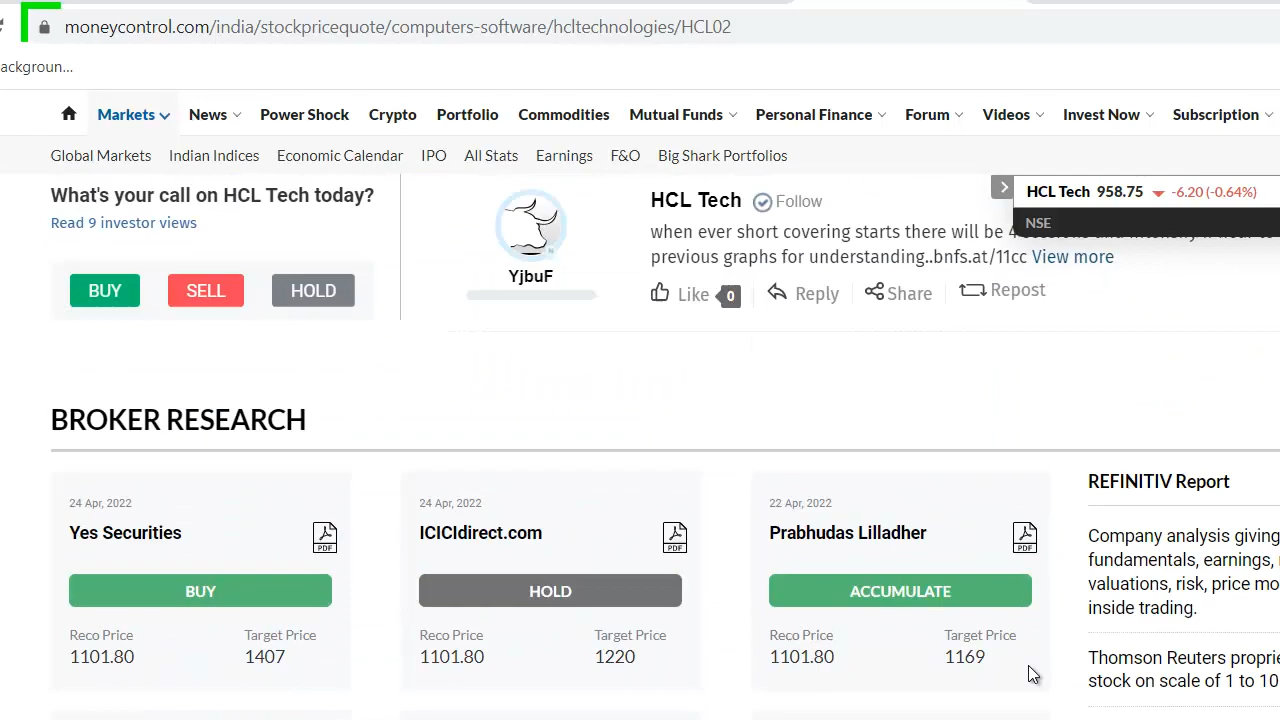 moneycontrol.com/india/stockpricequote/computers-software/hcltechnologies/HCL02
ackgroun...
Markets News Power Shock Crypto Portfolio Commodities Mutual Funds Personal Finance Forum Videos Invest Now Subscription
Global Markets Indian Indices Economic Calendar IPO All Stats Earnings F&O Big Shark Portfolios
What's your call on HCL Tech today?
Read 9 investor views
BUY SELL HOLD
YjbuF
HCL Tech Follow
when ever short covering starts there will be 4
previous graphs for understanding..bnfs.at/11cc View more
Like 0 Reply Share Repost
HCL Tech 958.75 -6.20 (-0.64%)
NSE
BROKER RESEARCH
24 Apr, 2022
Yes Securities
PDF
BUY
Reco Price Target Price
1101.80 1407
24 Apr, 2022
ICICIdirect.com
PDF
HOLD
Reco Price Target Price
1101.80 1220
22 Apr, 2022
Prabhudas Lilladher
PDF
ACCUMULATE
Reco Price Target Price
1101.80 1169
REFINITIV Report
Company analysis giving
fundamentals, earnings,
valuations, risk, price mo
inside trading.
Thomson Reuters proprie
stock on scale of 1 to 10